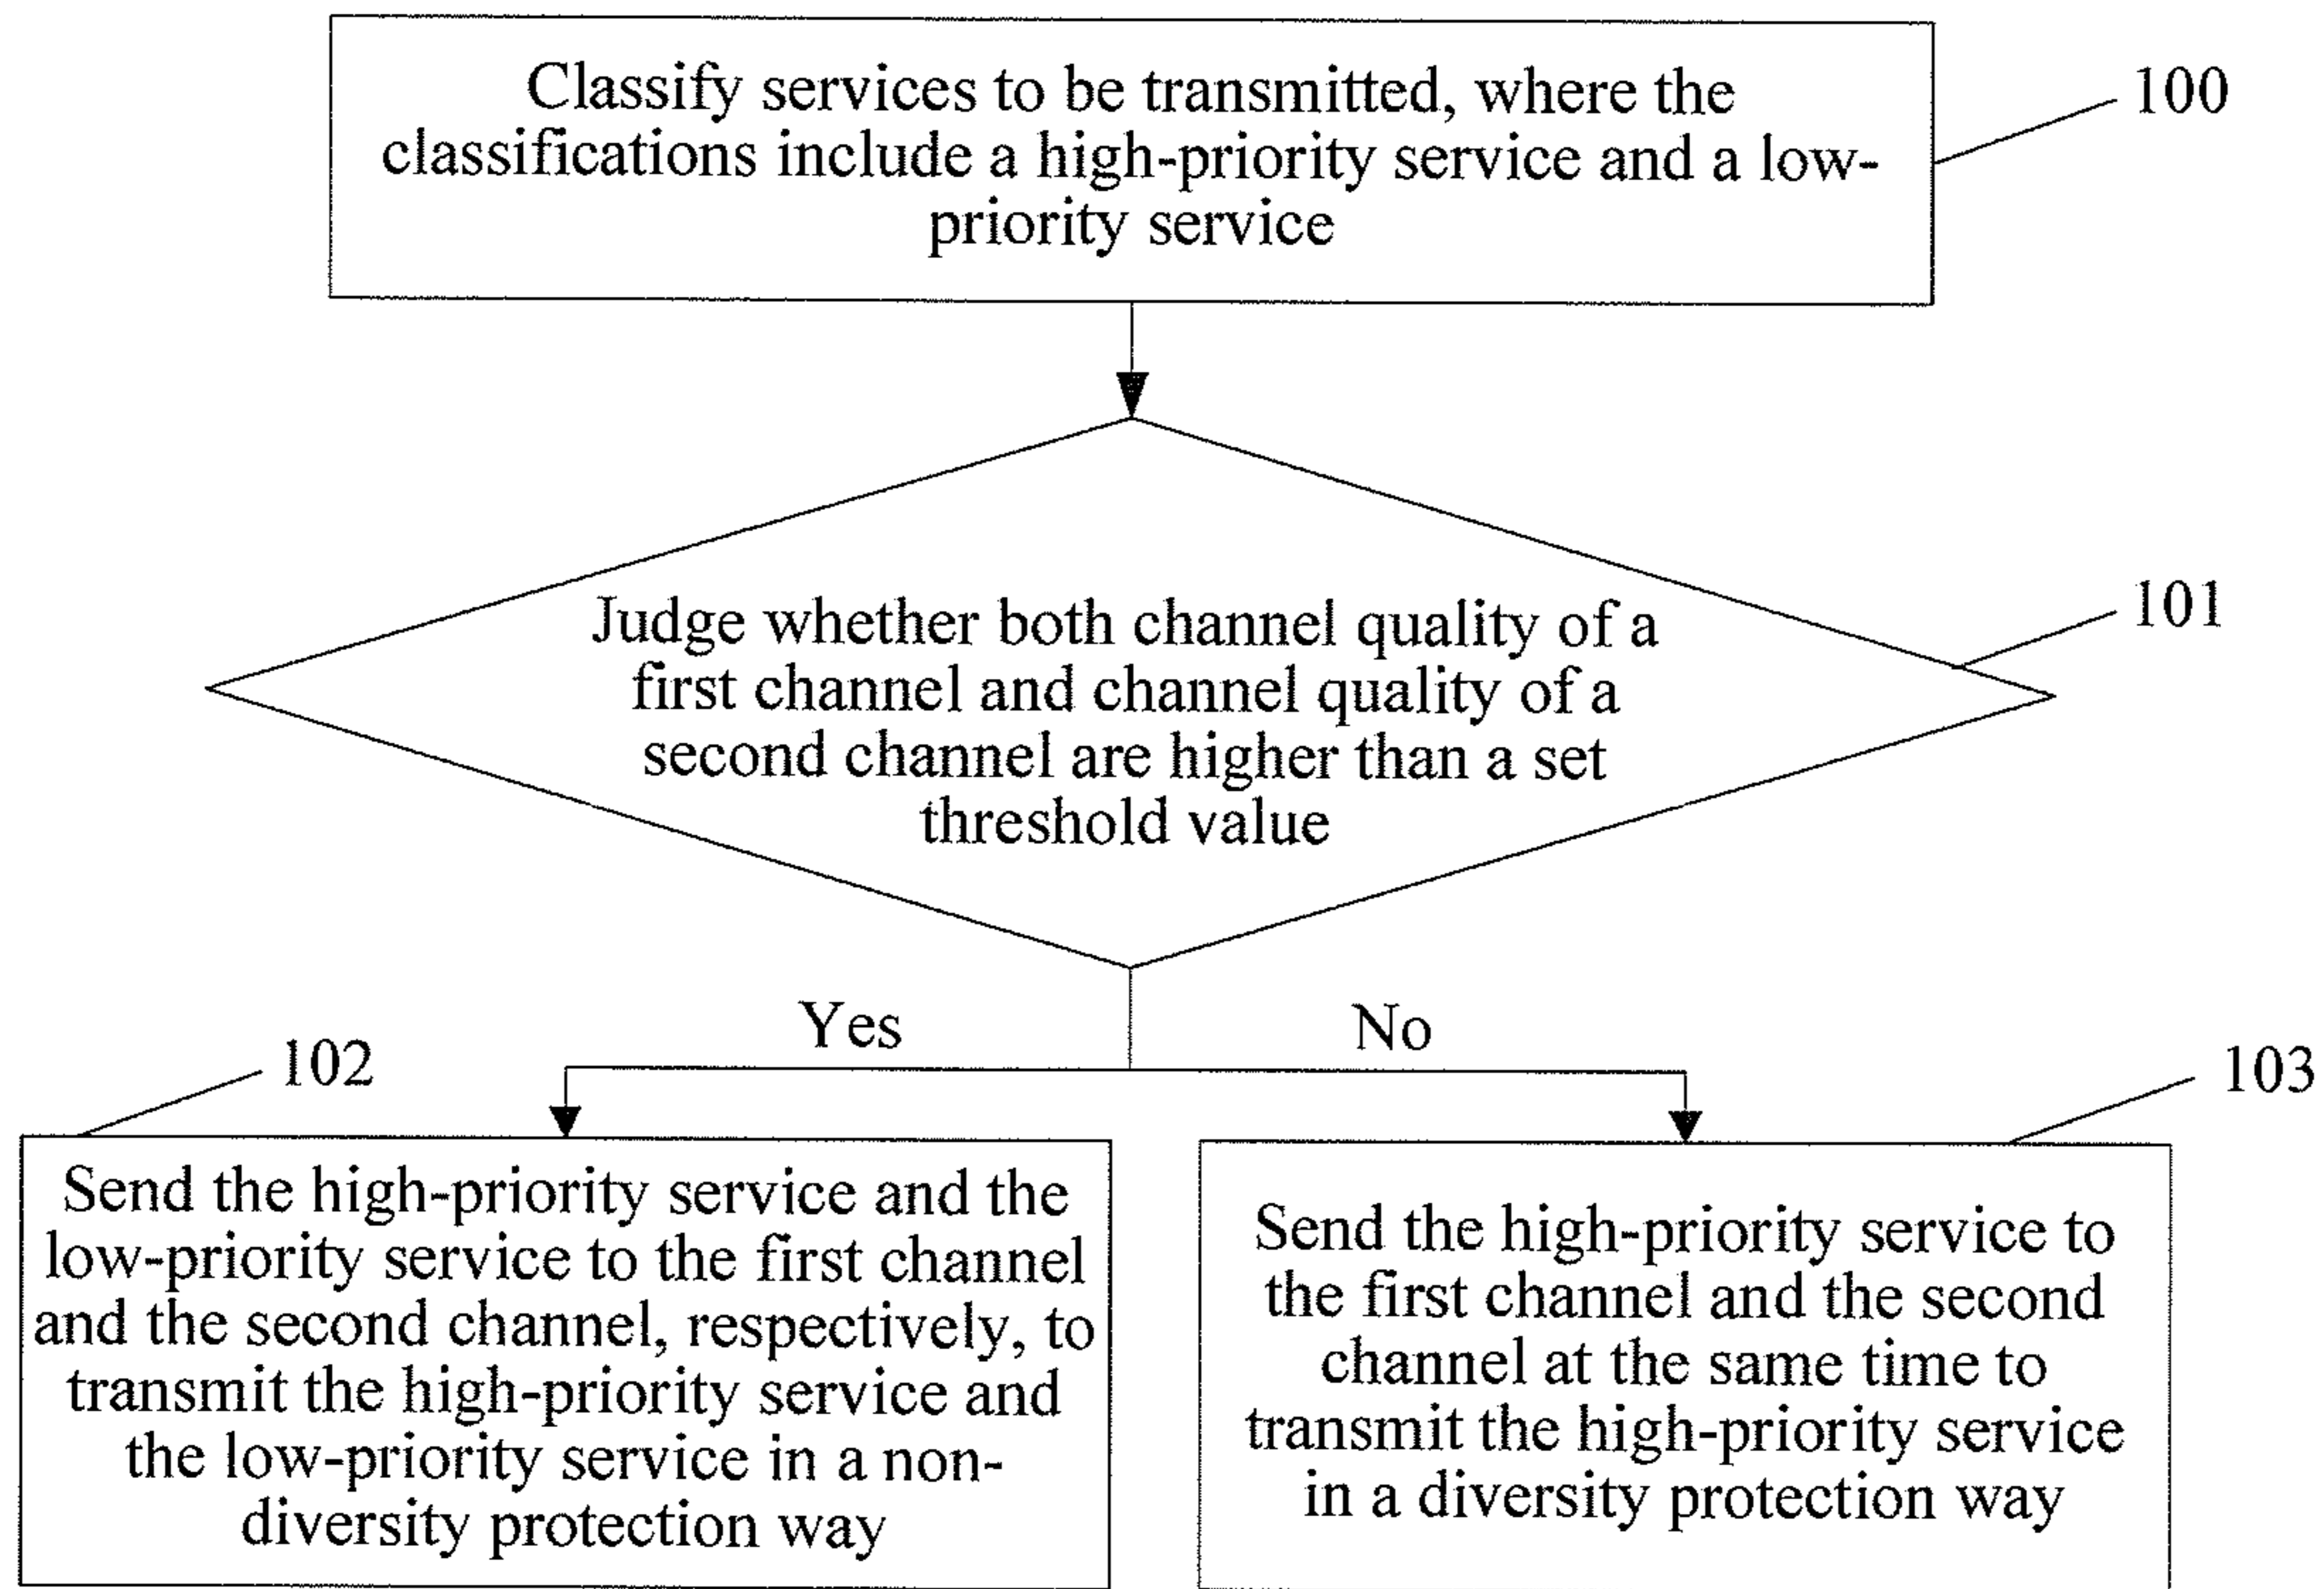 Classify services to be transmitted, where the
classifications include a high-priority service and a low-
priority service
100
Judge whether both channel quality of a
first channel and channel quality of a
second channel are higher than a set
threshold value
101
Yes
No
102
103
Send the high-priority service and the
low-priority service to the first channel
and the second channel, respectively, to
transmit the high-priority service and
the low-priority service in a non-
diversity protection way
Send the high-priority service to
the first channel and the second
channel at the same time to
transmit the high-priority service
in a diversity protection way